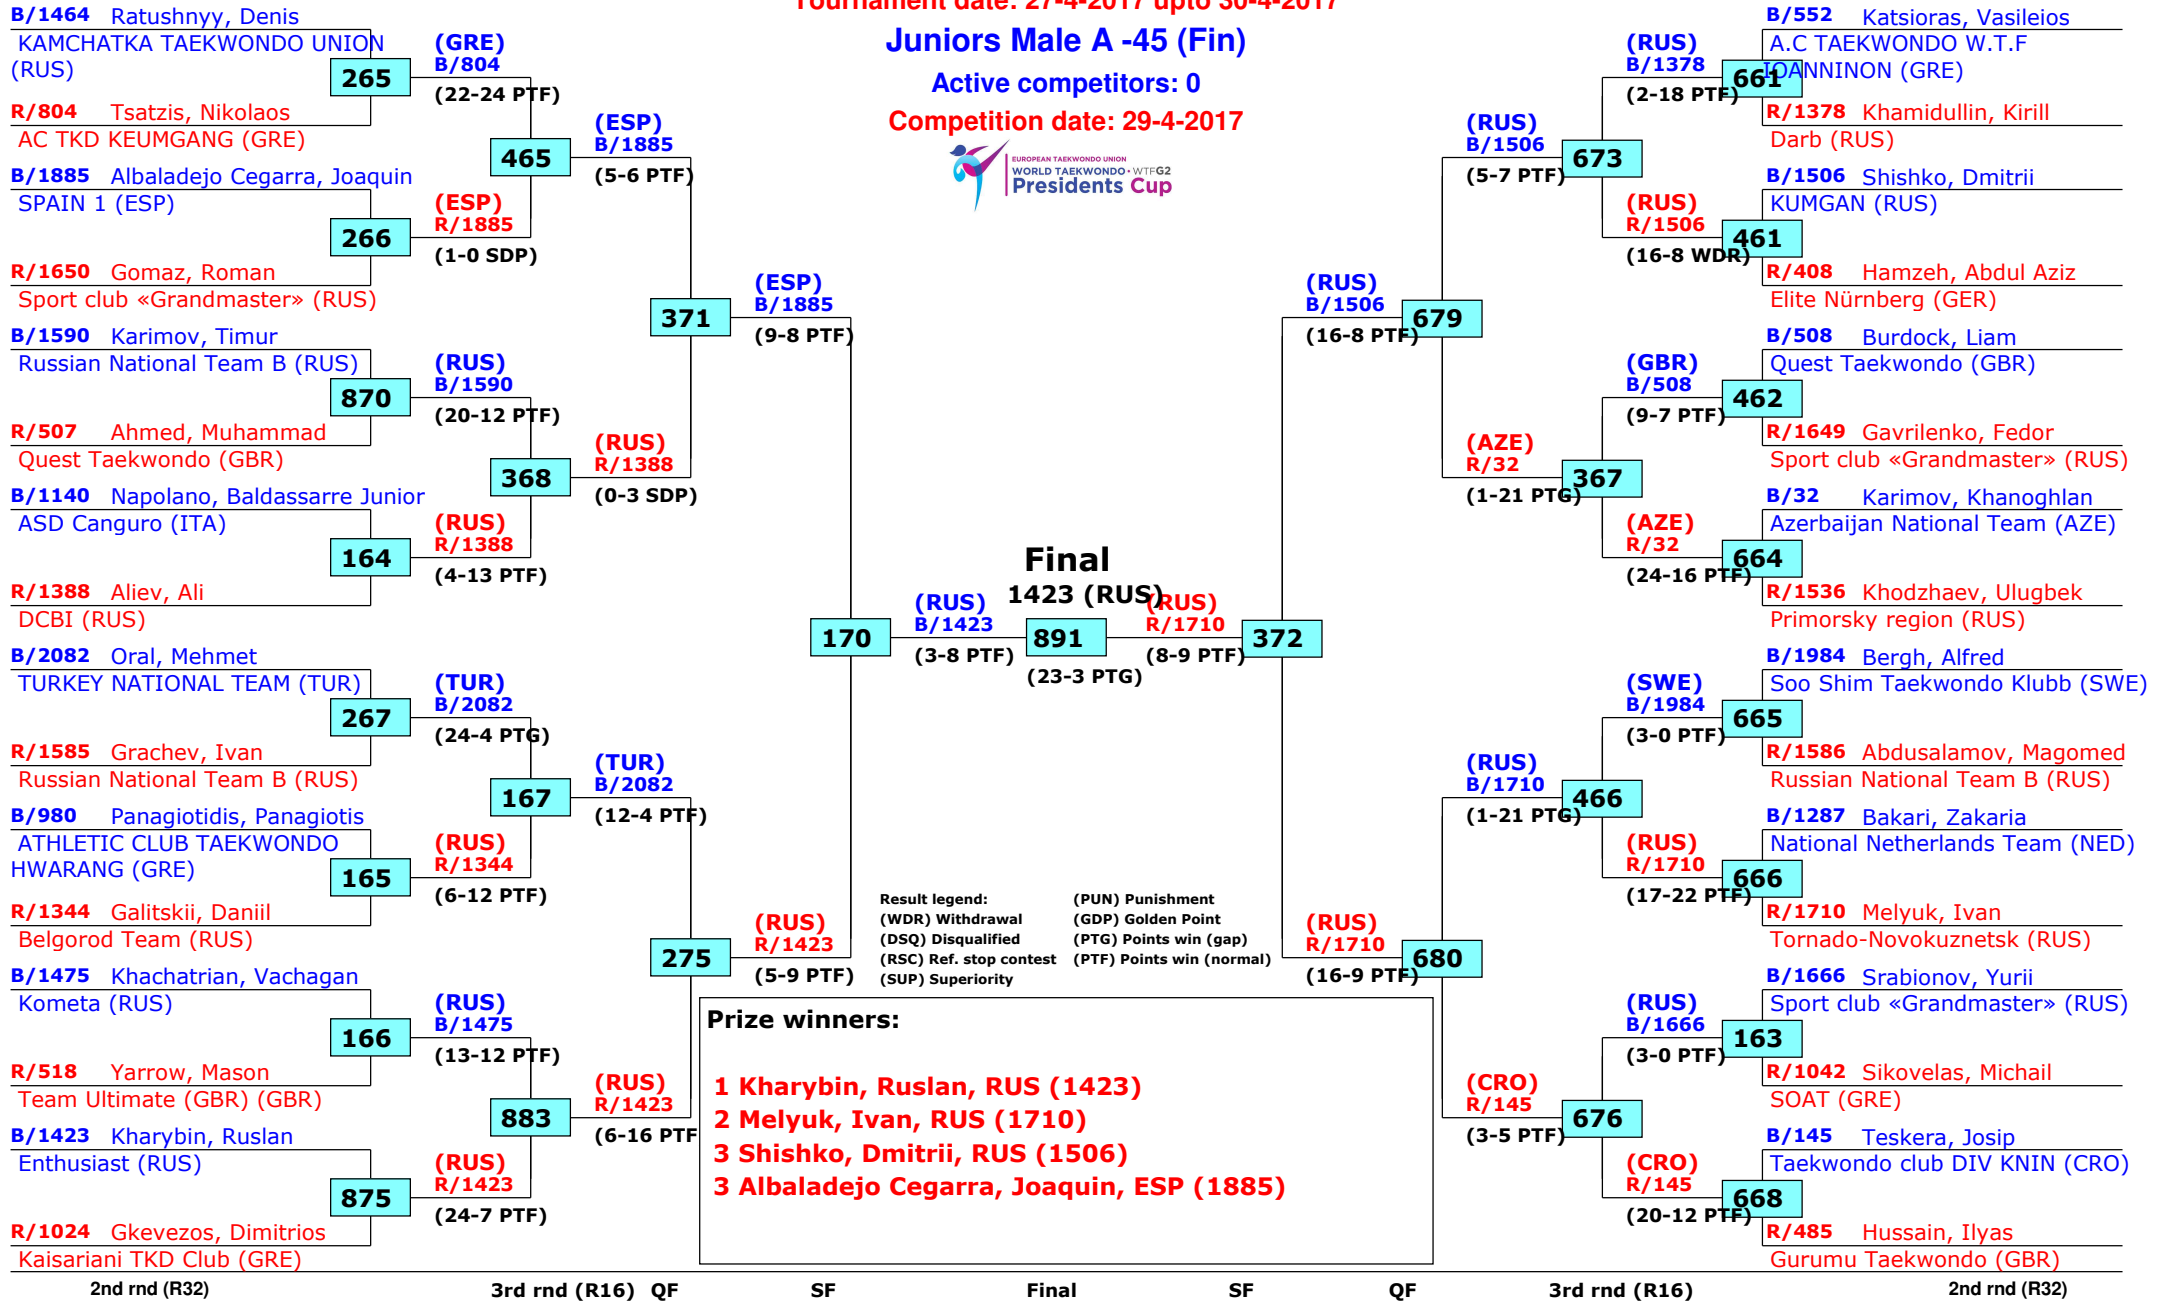 Tournament date: 27-4-2017 upto 30-4-2017
Juniors Male A -45 (Fin)
Active competitors: 0
Competition date: 29-4-2017
EUROPEAN TAEKWONDO UNION
WORLD TAEKWONDO • WTFG2
Presidents Cup
B/1464 Ratushnyy, Denis
KAMCHATKA TAEKWONDO UNION
(RUS)
265
R/804 Tsatzis, Nikolaos
AC TKD KEUMGANG (GRE)
B/1885 Albaladejo Cegarra, Joaquin
SPAIN 1 (ESP)
266
R/1650 Gomaz, Roman
Sport club «Grandmaster» (RUS)
B/1590 Karimov, Timur
Russian National Team B (RUS)
870
R/507 Ahmed, Muhammad
Quest Taekwondo (GBR)
B/1140 Napolano, Baldassarre Junior
ASD Canguro (ITA)
164
R/1388 Aliev, Ali
DCBI (RUS)
B/2082 Oral, Mehmet
TURKEY NATIONAL TEAM (TUR)
267
R/1585 Grachev, Ivan
Russian National Team B (RUS)
B/980 Panagiotidis, Panagiotis
ATHLETIC CLUB TAEKWONDO
HWARANG (GRE)
165
R/1344 Galitskii, Daniil
Belgorod Team (RUS)
B/1475 Khachatrian, Vachagan
Kometa (RUS)
166
R/518 Yarrow, Mason
Team Ultimate (GBR) (GBR)
B/1423 Kharybin, Ruslan
Enthusiast (RUS)
875
R/1024 Gkevezos, Dimitrios
Kaisariani TKD Club (GRE)
(GRE)
B/804
(22-24 PTF)
465
(ESP)
R/1885
(1-0 SDP)
(RUS)
B/1590
(20-12 PTF)
368
(RUS)
R/1388
(4-13 PTF)
(TUR)
B/2082
(24-4 PTG)
167
(RUS)
R/1344
(6-12 PTF)
(RUS)
B/1475
(13-12 PTF)
883
(RUS)
R/1423
(24-7 PTF)
(ESP)
B/1885
(5-6 PTF)
371
(RUS)
R/1388
(0-3 SDP)
(TUR)
B/2082
(12-4 PTF)
275
(RUS)
R/1423
(6-16 PTF
(ESP)
B/1885
(9-8 PTF)
170
(RUS)
R/1423
(5-9 PTF)
(RUS)
B/1423
(3-8 PTF)
Final
1423 (RUS)
891
(23-3 PTG)
(RUS)
R/1710
(8-9 PTF)
372
(RUS)
B/1506
(16-8 PTF)
679
(RUS)
R/1710
(16-9 PTF)
680
(RUS)
B/1506
(5-7 PTF)
673
(AZE)
R/32
(1-21 PTG)
367
(RUS)
B/1710
(1-21 PTG)
466
(CRO)
R/145
(3-5 PTF)
676
(RUS)
B/1378
(2-18 PTF)
(RUS)
R/1506
(16-8 WDR)
(GBR)
B/508
(9-7 PTF)
(AZE)
R/32
(24-16 PTF)
(SWE)
B/1984
(3-0 PTF)
(RUS)
R/1710
(17-22 PTF)
(RUS)
B/1666
(3-0 PTF)
(CRO)
R/145
(20-12 PTF)
B/552 Katsioras, Vasileios
A.C TAEKWONDO W.T.F
IOANNINON (GRE)
661
R/1378 Khamidullin, Kirill
Darb (RUS)
B/1506 Shishko, Dmitrii
KUMGAN (RUS)
461
R/408 Hamzeh, Abdul Aziz
Elite Nürnberg (GER)
B/508 Burdock, Liam
Quest Taekwondo (GBR)
462
R/1649 Gavrilenko, Fedor
Sport club «Grandmaster» (RUS)
B/32 Karimov, Khanoghlan
Azerbaijan National Team (AZE)
664
R/1536 Khodzhaev, Ulugbek
Primorsky region (RUS)
B/1984 Bergh, Alfred
Soo Shim Taekwondo Klubb (SWE)
665
R/1586 Abdusalamov, Magomed
Russian National Team B (RUS)
B/1287 Bakari, Zakaria
National Netherlands Team (NED)
666
R/1710 Melyuk, Ivan
Tornado-Novokuznetsk (RUS)
B/1666 Srabionov, Yurii
Sport club «Grandmaster» (RUS)
163
R/1042 Sikovelas, Michail
SOAT (GRE)
B/145 Teskera, Josip
Taekwondo club DIV KNIN (CRO)
668
R/485 Hussain, Ilyas
Gurumu Taekwondo (GBR)
Result legend: (PUN) Punishment
(WDR) Withdrawal (GDP) Golden Point
(DSQ) Disqualified (PTG) Points win (gap)
(RSC) Ref. stop contest (PTF) Points win (normal)
(SUP) Superiority
Prize winners:
1 Kharybin, Ruslan, RUS (1423)
2 Melyuk, Ivan, RUS (1710)
3 Shishko, Dmitrii, RUS (1506)
3 Albaladejo Cegarra, Joaquin, ESP (1885)
2nd rnd (R32) 3rd rnd (R16) QF SF Final SF QF 3rd rnd (R16) 2nd rnd (R32)